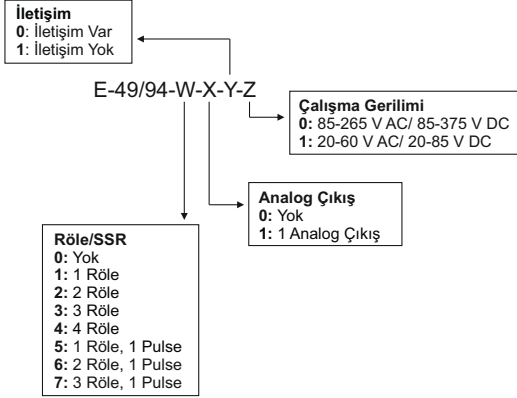 İletişim
0: İletişim Var
1: İletişim Yok
E-49/94-W-X-Y-Z
Çalışma Gerilimi
0: 85-265 V AC/ 85-375 V DC
1: 20-60 V AC/ 20-85 V DC
Analog Çıkış
0: Yok
1: 1 Analog Çıkış
Röle/SSR
0: Yok
1: 1 Röle
2: 2 Röle
3: 3 Röle
4: 4 Röle
5: 1 Röle, 1 Pulse
6: 2 Röle, 1 Pulse
7: 3 Röle, 1 Pulse